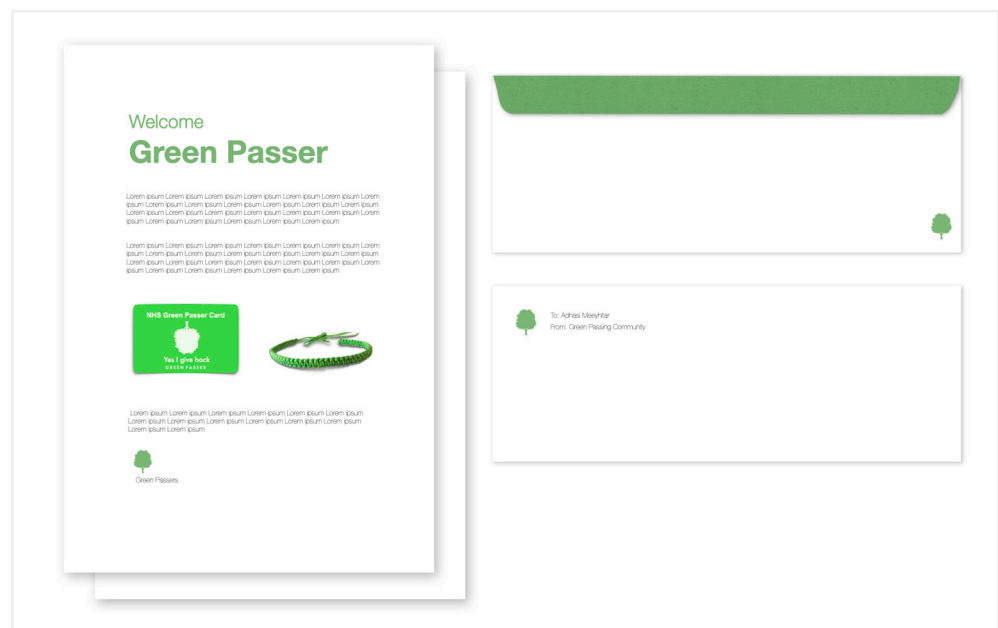 Welcome
Green Passer
Lorem ipsum Lorem ipsum Lorem ipsum Lorem ipsum Lorem ipsum Lorem ipsum Lorem
ipsum Lorem ipsum Lorem ipsum Lorem ipsum Lorem ipsum Lorem ipsum Lorem ipsum
Lorem ipsum Lorem ipsum Lorem ipsum Lorem ipsum Lorem ipsum Lorem ipsum Lorem
ipsum Lorem ipsum Lorem ipsum Lorem ipsum Lorem ipsum Lorem ipsum
Lorem ipsum Lorem ipsum Lorem ipsum Lorem ipsum Lorem ipsum Lorem ipsum Lorem
ipsum Lorem ipsum Lorem ipsum Lorem ipsum Lorem ipsum Lorem ipsum Lorem ipsum
Lorem ipsum Lorem ipsum Lorem ipsum Lorem ipsum Lorem ipsum Lorem ipsum Lorem
ipsum Lorem ipsum Lorem ipsum Lorem ipsum Lorem ipsum Lorem ipsum
NHS Green Passer Card
Yes I give back
GREEN PASSER
Lorem ipsum Lorem ipsum Lorem ipsum Lorem ipsum Lorem ipsum Lorem ipsum
Lorem ipsum Lorem ipsum Lorem ipsum Lorem ipsum Lorem ipsum Lorem ipsum
Lorem ipsum Lorem ipsum
Green Passers
To: Adhasi Meeyhtar
From: Green Passing Community